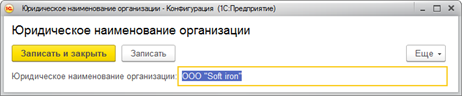 Юридическое наименование организации - Конфигурация (1С:Предприятие)
Юридическое наименование организации
Записать и закрыть Записать Еще
Юридическое наименование организации: ООО "Soft iron"